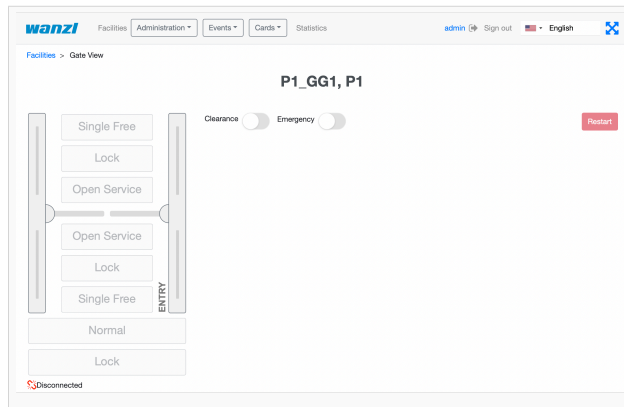 wanzl Facilities Administration Events Cards Statistics admin Sign out English
Facilities > Gate View
P1_GG1, P1
Single Free
Clearance Emergency Restart
Lock
Open Service
Open Service
Lock
Single Free
ENTRY
Normal
Lock
Disconnected